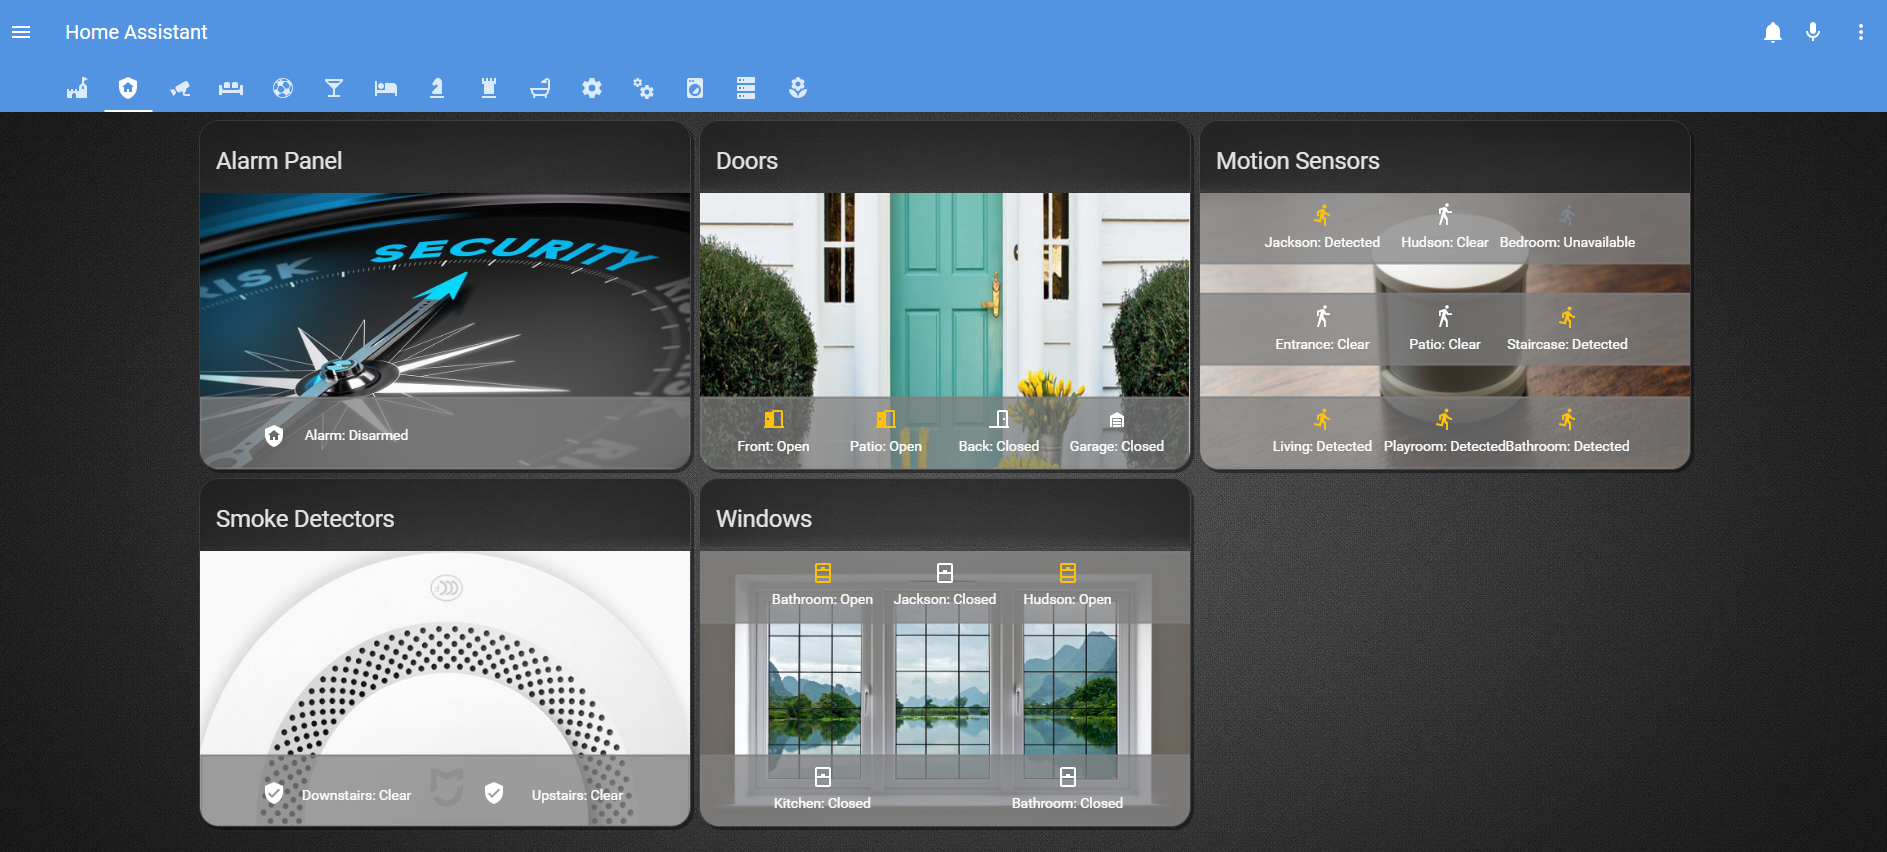 Home Assistant
Alarm Panel
SECURITY
RISK
Alarm: Disarmed
Doors
Front: Open
Patio: Open
Back: Closed
Garage: Closed
Motion Sensors
Jackson: Detected
Hudson: Clear
Bedroom: Unavailable
Entrance: Clear
Patio: Clear
Staircase: Detected
Living: Detected
Playroom: Detected
Bathroom: Detected
Smoke Detectors
Downstairs: Clear
Upstairs: Clear
Windows
Bathroom: Open
Jackson: Closed
Hudson: Open
Kitchen: Closed
Bathroom: Closed